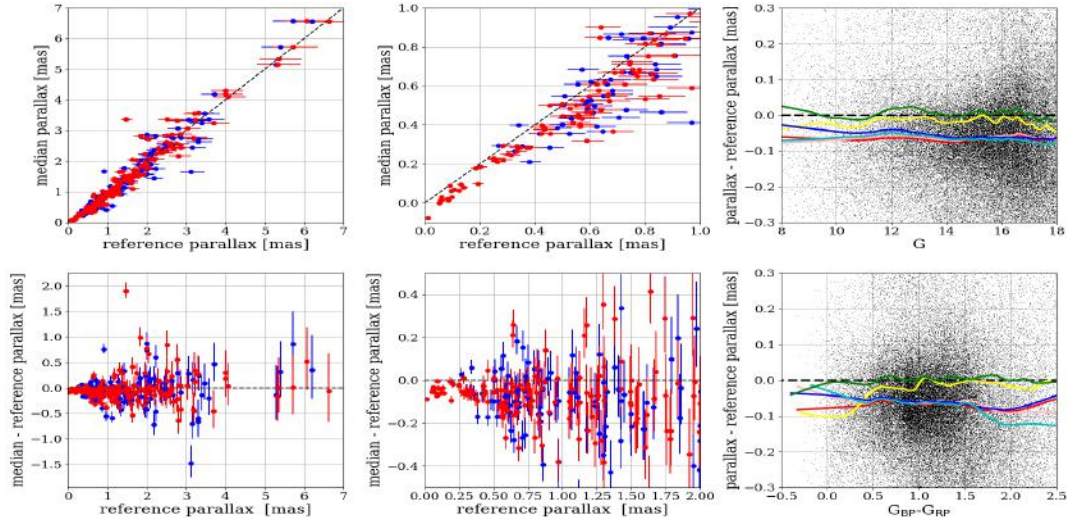 7
6
5
4
3
2
1
0
median parallax [mas]
0 1 2 3 4 5 6 7
reference parallax [mas]
1.0
0.8
0.6
0.4
0.2
0.0
median parallax [mas]
0.0 0.2 0.4 0.6 0.8 1.0
reference parallax [mas]
0.3
0.2
0.1
0.0
−0.1
−0.2
−0.3
parallax - reference parallax [mas]
8 10 12 14 16 18
G
2.0
1.5
1.0
0.5
0.0
−0.5
−1.0
−1.5
median - reference parallax [mas]
0 1 2 3 4 5 6 7
reference parallax [mas]
0.4
0.2
0.0
−0.2
−0.4
median - reference parallax [mas]
0.00 0.25 0.50 0.75 1.00 1.25 1.50 1.75 2.00
reference parallax [mas]
0.3
0.2
0.1
0.0
−0.1
−0.2
−0.3
parallax - reference parallax [mas]
−0.5 0.0 0.5 1.0 1.5 2.0 2.5
G_BP-G_RP